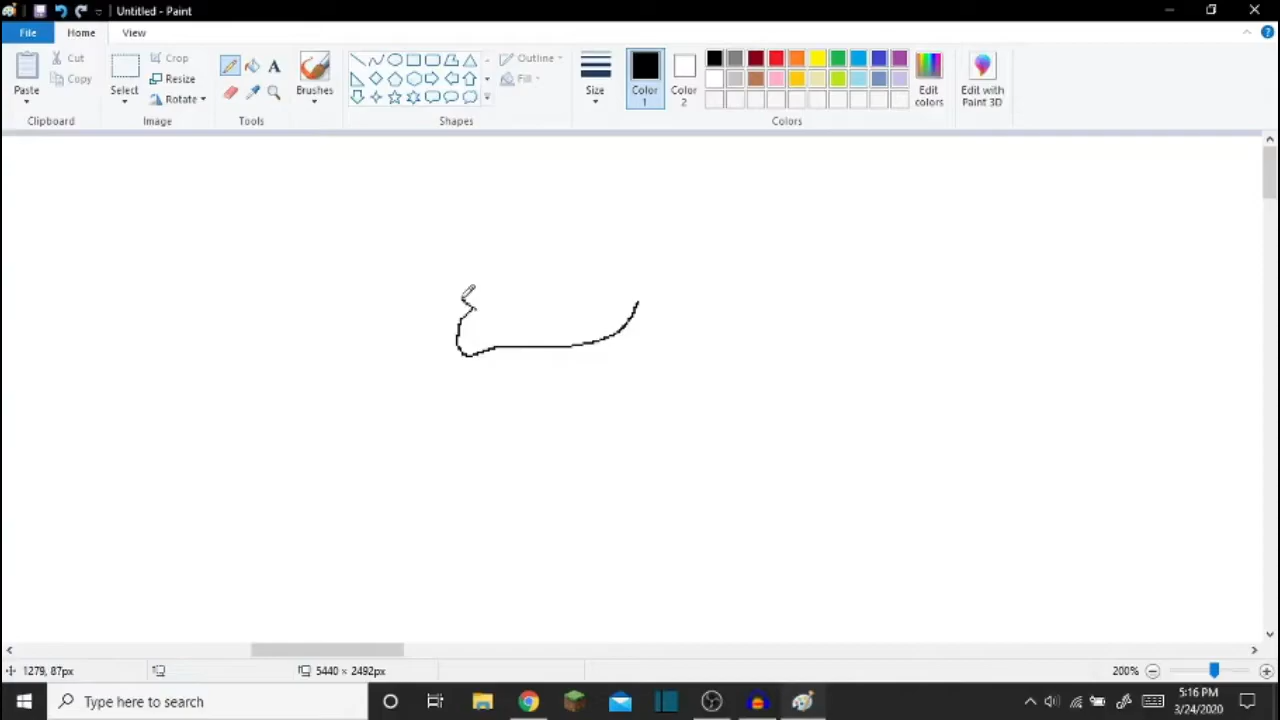 Untitled - Paint
File Home View
Paste
Cut
Copy
Clipboard
Select
Crop
Resize
Rotate
Image
Tools
Brushes
Shapes
Outline
Fill
Size
Color 1
Color 2
Edit colors
Colors
Edit with Paint 3D
1279, 87px
5440 × 2492px
200%
Type here to search
5:16 PM
3/24/2020